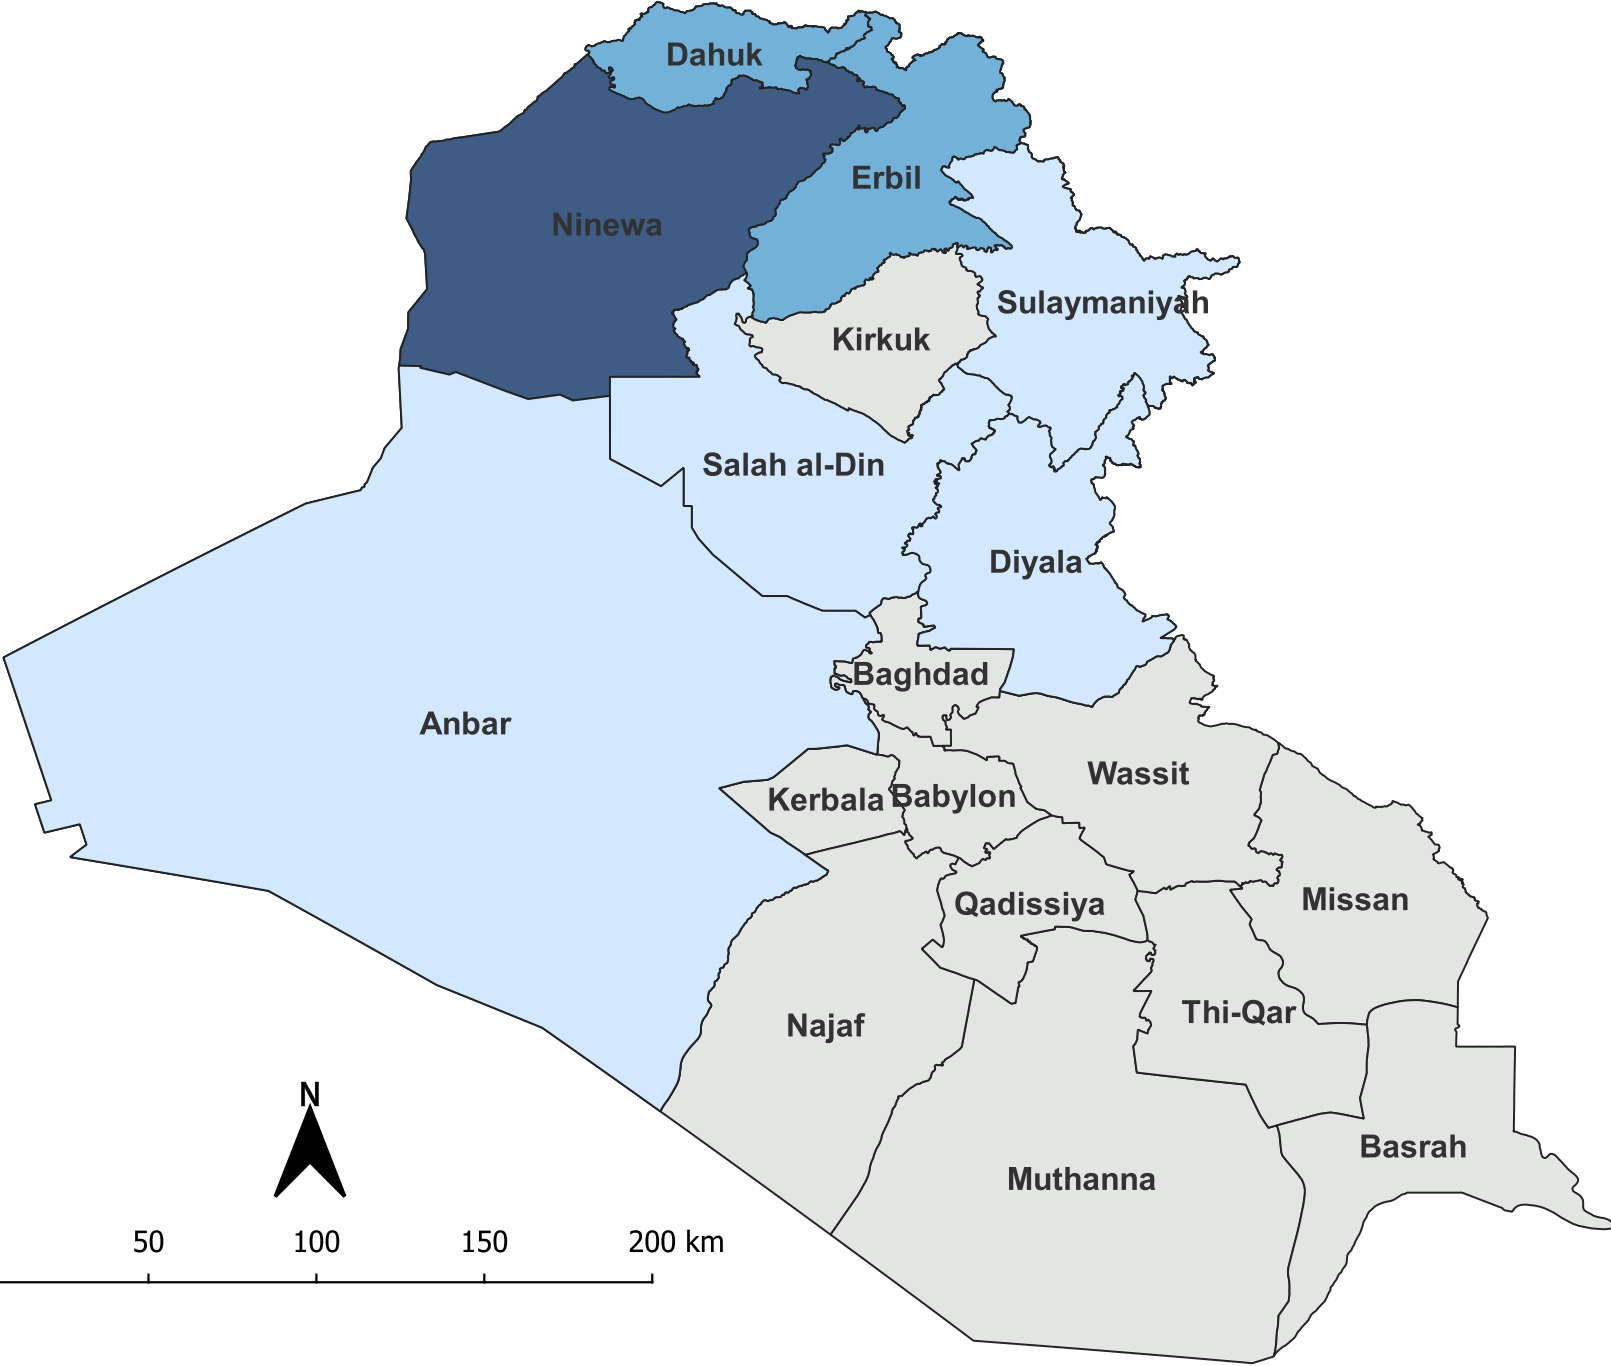 Dahuk
Erbil
Ninewa
Sulaymaniyah
Kirkuk
Salah al-Din
Diyala
Baghdad
Anbar
Wassit
Kerbala
Babylon
Qadissiya
Missan
Najaf
Thi-Qar
Basrah
Muthanna
N
50 100 150 200 km